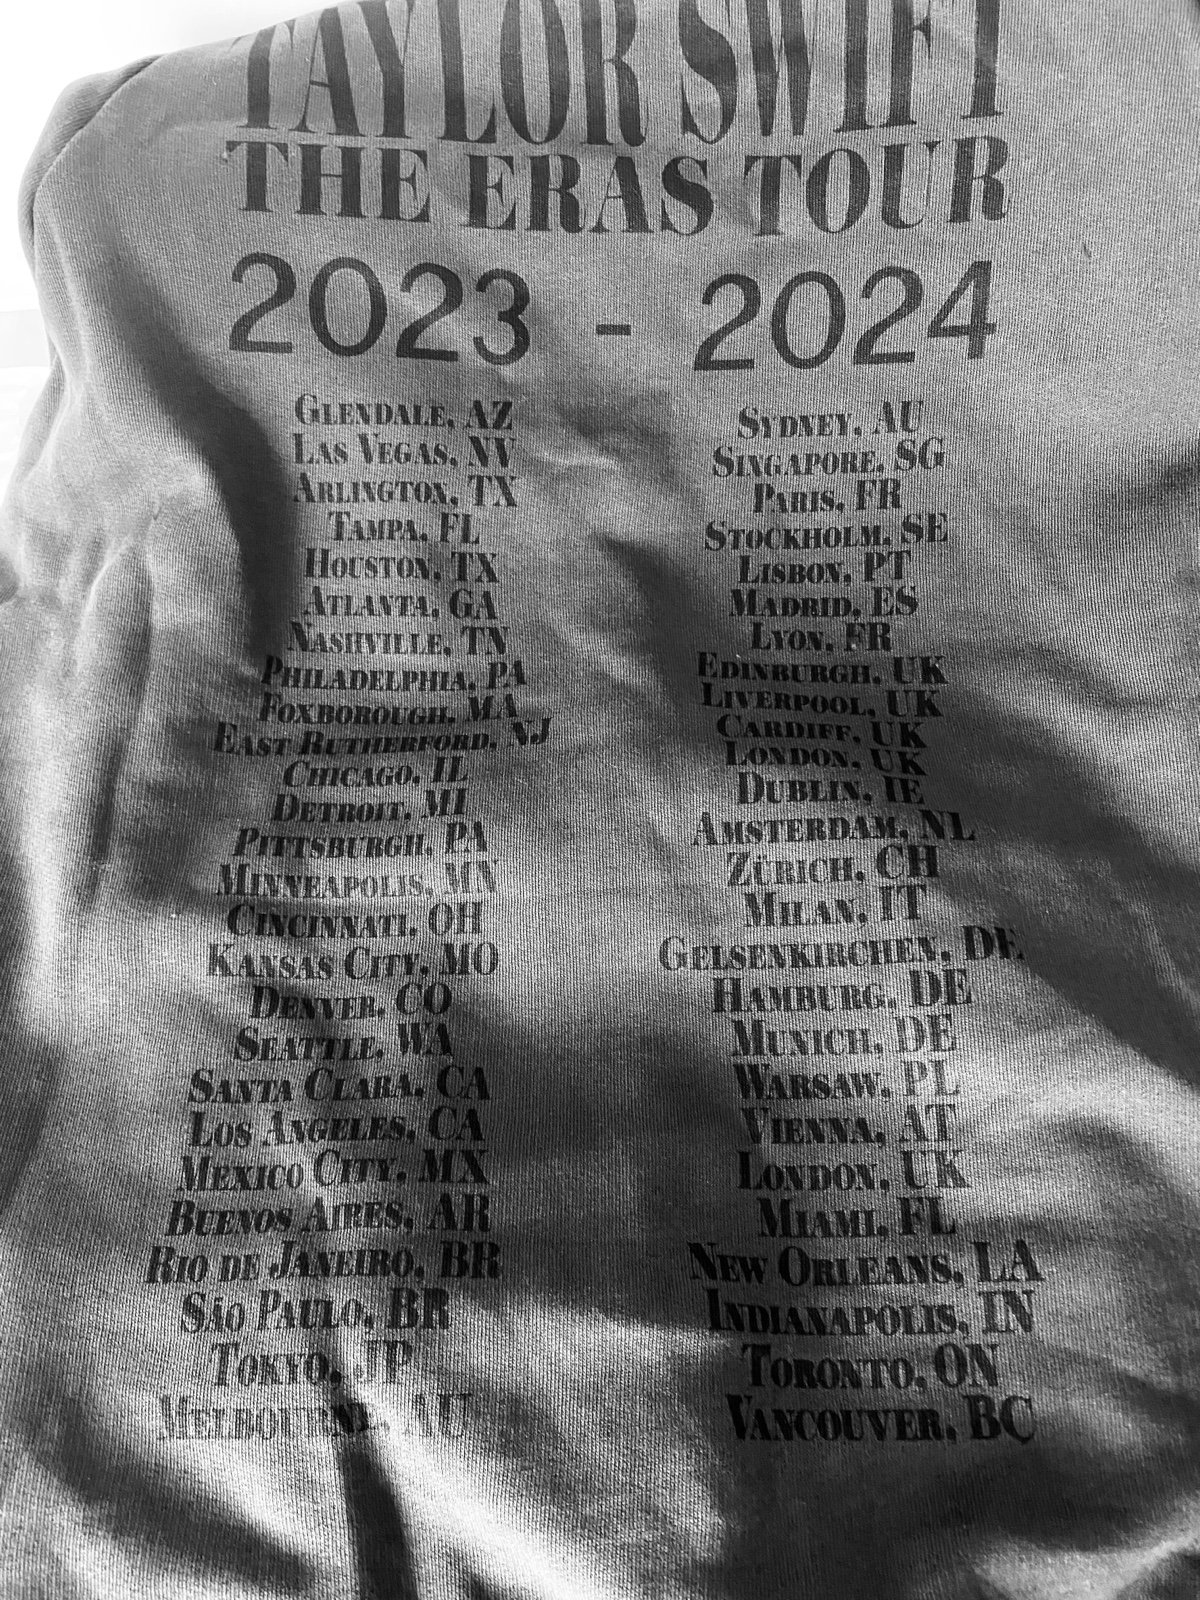 TAYLOR SWIFT
THE ERAS TOUR
2023 - 2024
GLENDALE, AZ
LAS VEGAS, NV
ARLINGTON, TX
TAMPA, FL
HOUSTON, TX
ATLANTA, GA
NASHVILLE, TN
PHILADELPHIA, PA
FOXBOROUGH, MA
EAST RUTHERFORD, NJ
CHICAGO, IL
DETROIT, MI
PITTSBURGH, PA
MINNEAPOLIS, MN
CINCINNATI, OH
KANSAS CITY, MO
DENVER, CO
SEATTLE, WA
SANTA CLARA, CA
LOS ANGELES, CA
MEXICO CITY, MX
BUENOS AIRES, AR
RIO DE JANEIRO, BR
SÃO PAULO, BR
TOKYO, JP
MELBOURNE, AU
SYDNEY, AU
SINGAPORE, SG
PARIS, FR
STOCKHOLM, SE
LISBON, PT
MADRID, ES
LYON, FR
EDINBURGH, UK
LIVERPOOL, UK
CARDIFF, UK
LONDON, UK
DUBLIN, IE
AMSTERDAM, NL
ZÜRICH, CH
MILAN, IT
GELSENKIRCHEN, DE
HAMBURG, DE
MUNICH, DE
WARSAW, PL
VIENNA, AT
LONDON, UK
MIAMI, FL
NEW ORLEANS, LA
INDIANAPOLIS, IN
TORONTO, ON
VANCOUVER, BC